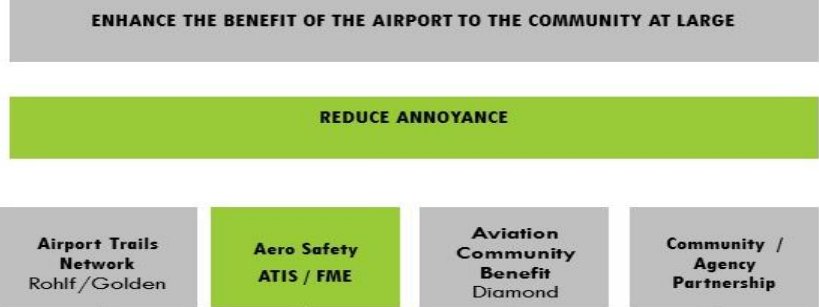 ENHANCE THE BENEFIT OF THE AIRPORT TO THE COMMUNITY AT LARGE
REDUCE ANNOYANCE
Airport Trails
Network
Rohlf/Golden
Aero Safety
ATIS / FME
Aviation
Community
Benefit
Diamond
Community /
Agency
Partnership